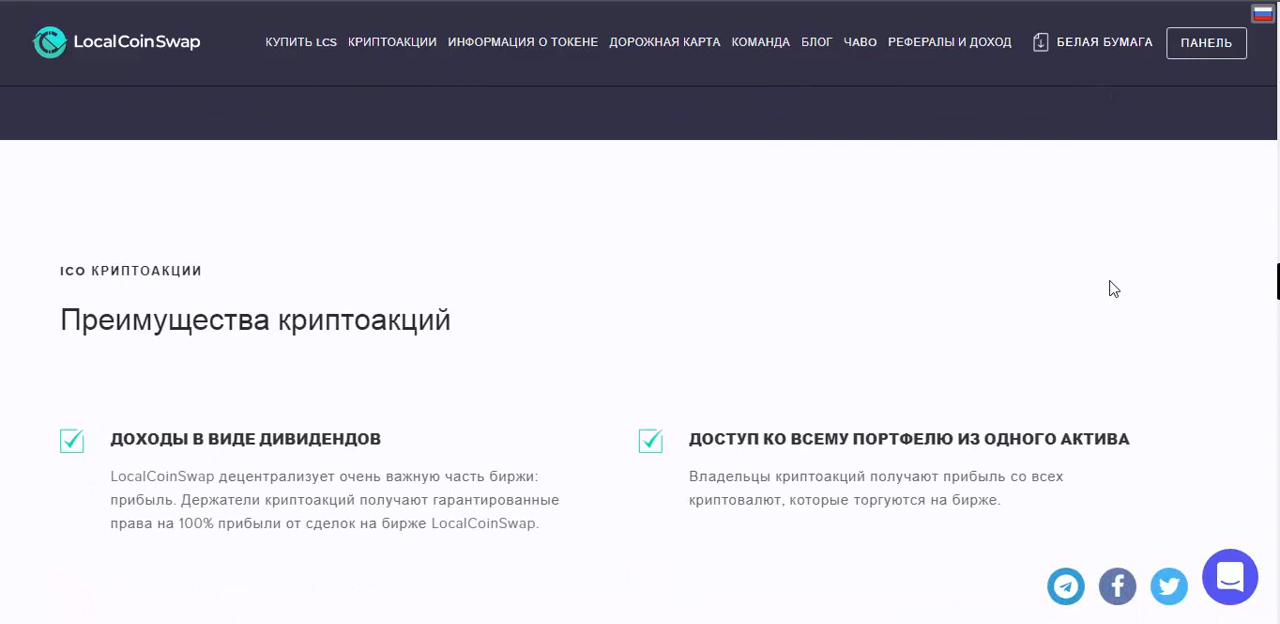 LocalCoinSwap
КУПИТЬ LCS КРИПТОАКЦИИ ИНФОРМАЦИЯ О ТОКЕНЕ ДОРОЖНАЯ КАРТА КОМАНДА БЛОГ ЧАВО РЕФЕРАЛЫ И ДОХОД БЕЛАЯ БУМАГА ПАНЕЛЬ
ICO КРИПТОАКЦИИ
Преимущества криптоакций
ДОХОДЫ В ВИДЕ ДИВИДЕНДОВ
LocalCoinSwap децентрализует очень важную часть биржи:
прибыль. Держатели криптоакций получают гарантированные
права на 100% прибыли от сделок на бирже LocalCoinSwap.
ДОСТУП КО ВСЕМУ ПОРТФЕЛЮ ИЗ ОДНОГО АКТИВА
Владельцы криптоакций получают прибыль со всех
криптовалют, которые торгуются на бирже.